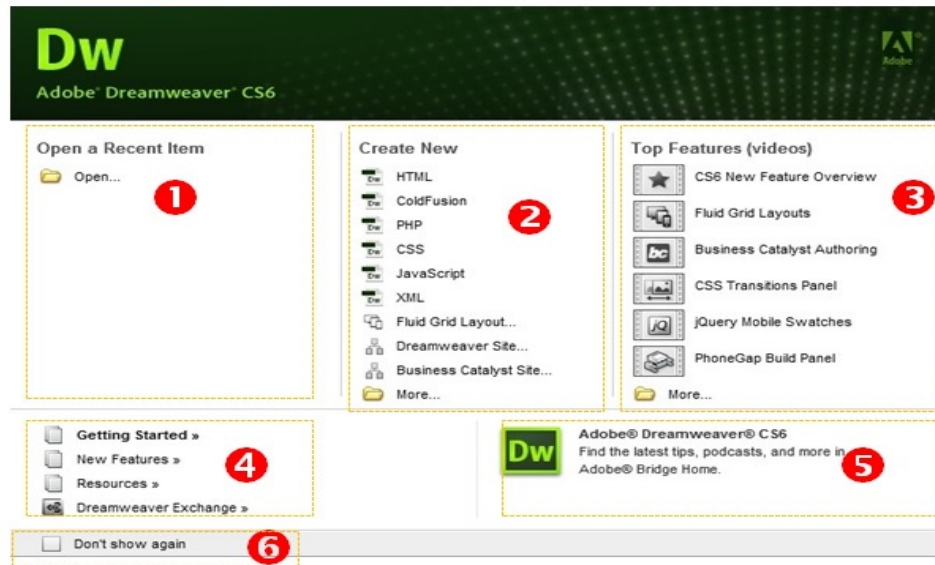 Dw
Adobe® Dreamweaver® CS6
Adobe®
Open a Recent Item
Open...
1
Create New
HTML
ColdFusion
PHP
CSS
JavaScript
XML
Fluid Grid Layout...
Dreamweaver Site...
Business Catalyst Site...
More...
2
Top Features (videos)
CS6 New Feature Overview
Fluid Grid Layouts
bc Business Catalyst Authoring
CSS Transitions Panel
jQ jQuery Mobile Swatches
PhoneGap Build Panel
More...
3
Getting Started »
New Features »
Resources »
Dreamweaver Exchange »
4
Dw
Adobe® Dreamweaver® CS6
Find the latest tips, podcasts, and more in
Adobe® Bridge Home.
5
Don't show again
6